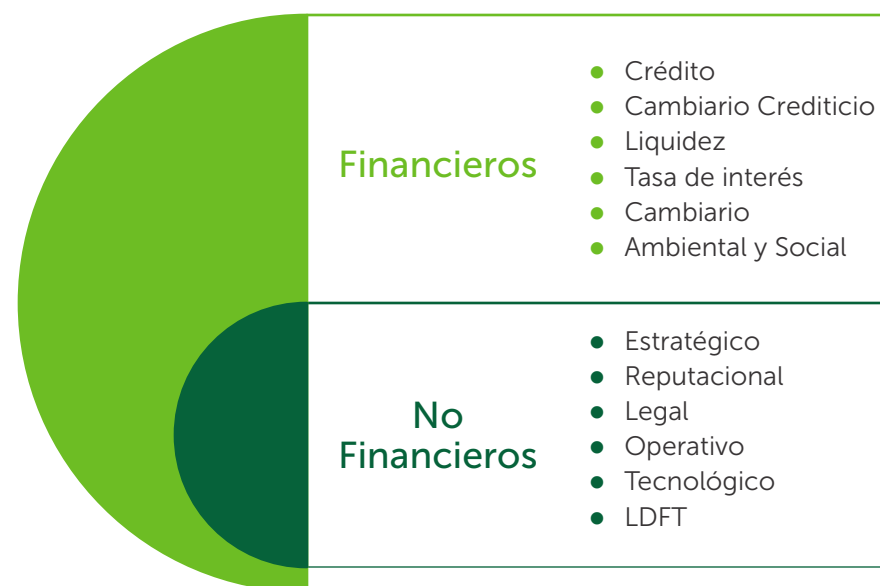 Financieros
Crédito
Cambiario Crediticio
Liquidez
Tasa de interés
Cambiario
Ambiental y Social
No
Financieros
Estratégico
Reputacional
Legal
Operativo
Tecnológico
LDFT